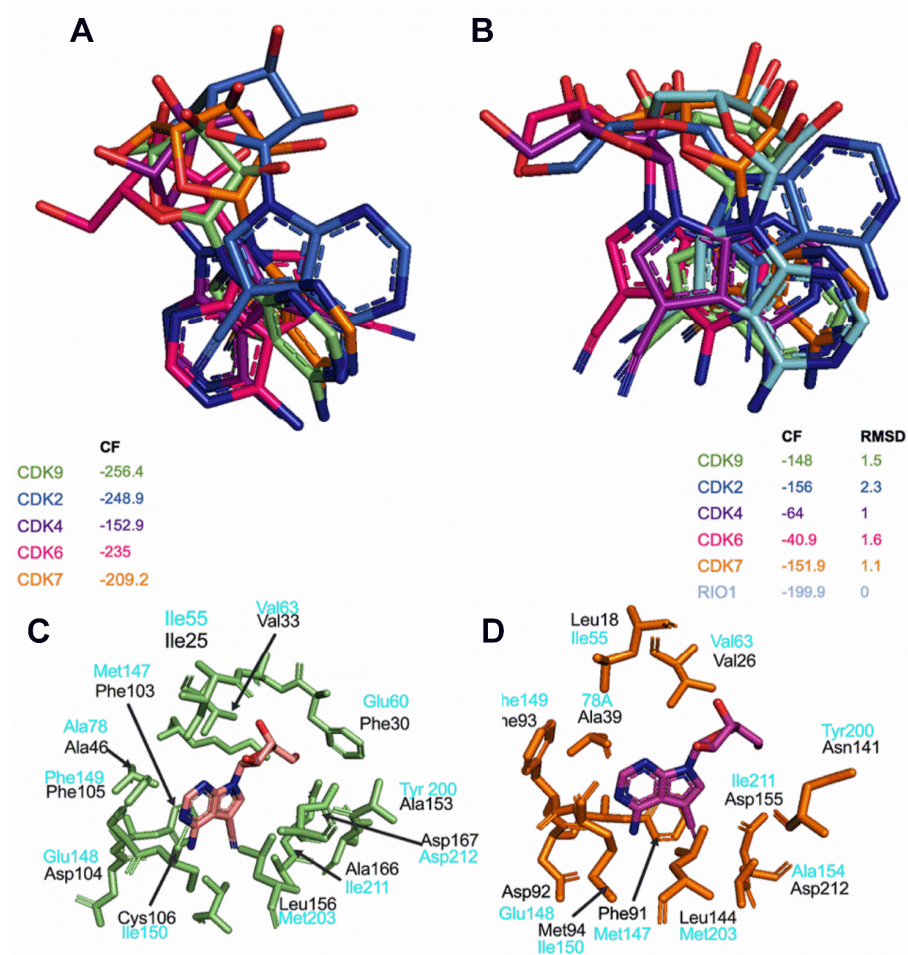 A
B
CF
CDK9 -256.4
CDK2 -248.9
CDK4 -152.9
CDK6 -235
CDK7 -209.2
CF RMSD
CDK9 -148 1.5
CDK2 -156 2.3
CDK4 -64 1
CDK6 -40.9 1.6
CDK7 -151.9 1.1
RIO1 -199.9 0
C
Ile55
Ile25
Val63
Val33
Met147
Phe103
Glu60
Phe30
Ala78
Ala46
Phe149
Phe105
Tyr 200
Ala153
Asp167
Asp212
Glu148
Asp104
Ala166
Ile211
Cys106
Ile150
Leu156
Met203
D
Leu18
Ile55
Val63
Val26
he149
ne93
78A
Ala39
Tyr200
Asn141
Ile211
Asp155
Ala154
Asp212
Asp92
Glu148
Met94
Ile150
Phe91
Met147
Leu144
Met203